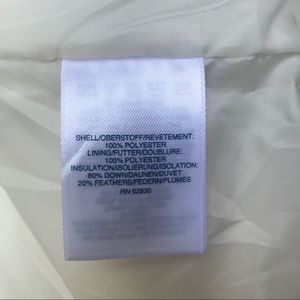 SHELL/OBERSTOFF/REVETEMENT:
100% POLYESTER
LINING/FUTTER/DOUBLURE:
100% POLYESTER
INSULATION/ISOLIERUNG/ISOLATION:
80% DOWN/DAUNEN/DUVET
20% FEATHERS/FEDERN/PLUMES
RN 62930